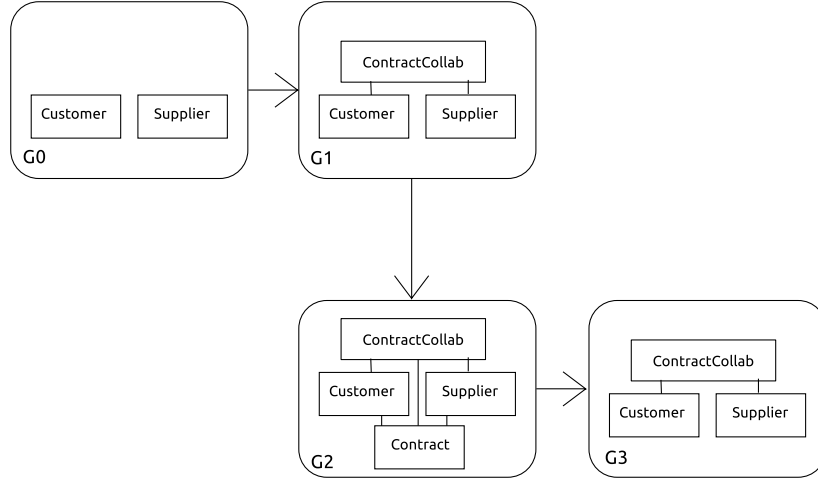 Customer
Supplier
G0
ContractCollab
Customer
Supplier
G1
ContractCollab
Customer
Supplier
Contract
G2
ContractCollab
Customer
Supplier
G3